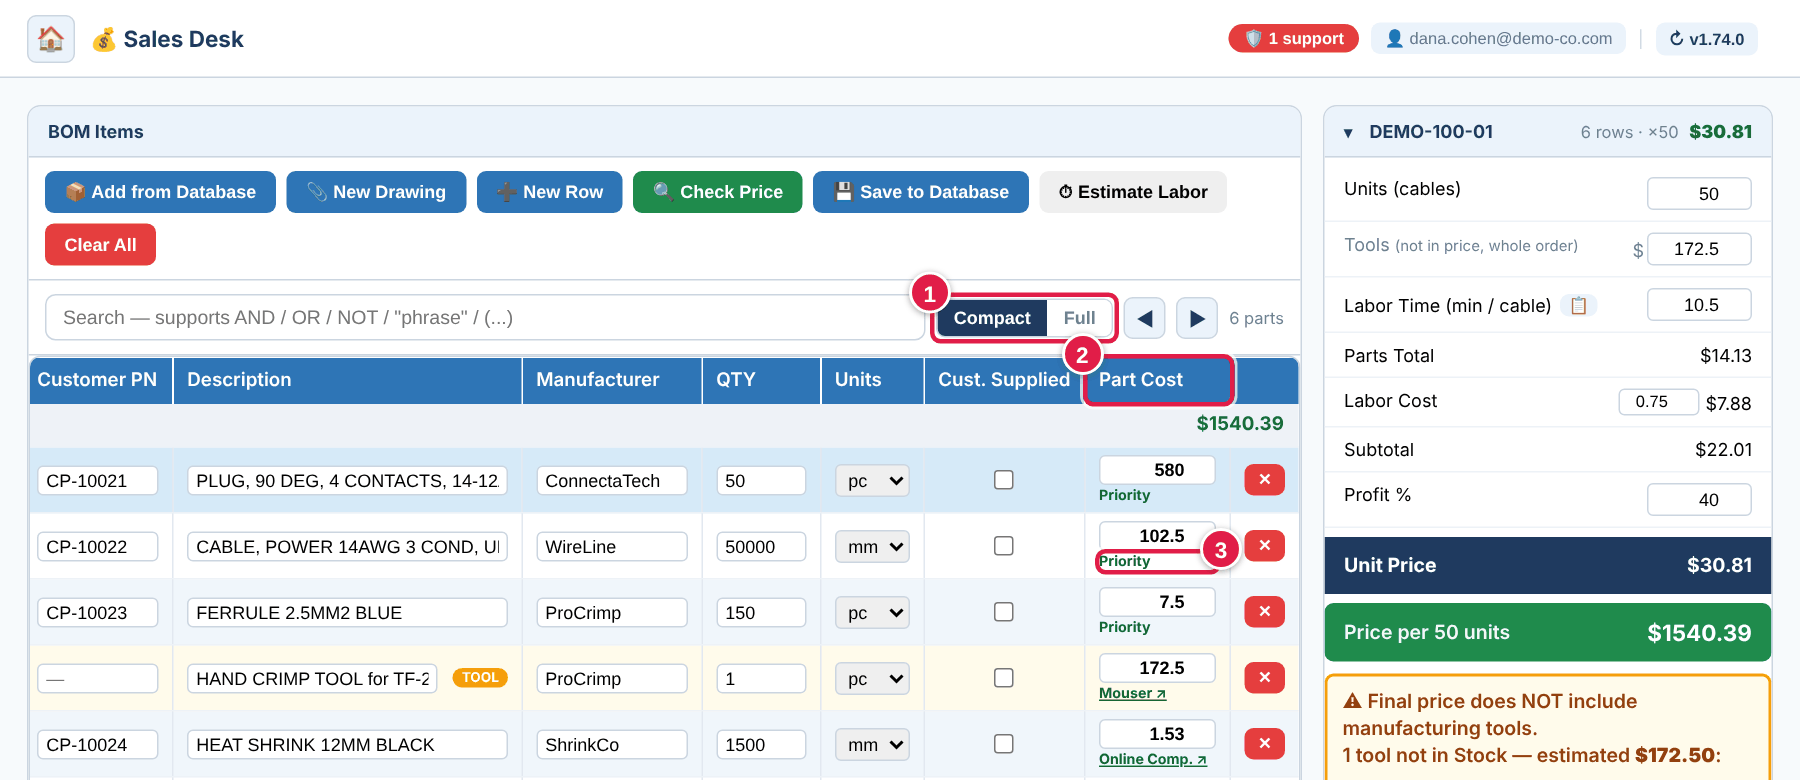 🏠 💰 Sales Desk
🛡️ 1 support
👤 dana.cohen@demo-co.com
↻ v1.74.0
BOM Items
📦 Add from Database
📎 New Drawing
➕ New Row
🔍 Check Price
💾 Save to Database
⏱ Estimate Labor
Clear All
Search — supports AND / OR / NOT / "phrase" / (...)
1
Compact Full
◀ ▶ 6 parts
2
Customer PN Description Manufacturer QTY Units Cust. Supplied Part Cost
$1540.39
CP-10021 PLUG, 90 DEG, 4 CONTACTS, 14-12 ConnectaTech 50 pc 580 ✕
Priority
CP-10022 CABLE, POWER 14AWG 3 COND, UL WireLine 50000 mm 102.5 ✕
Priority 3
CP-10023 FERRULE 2.5MM2 BLUE ProCrimp 150 pc 7.5 ✕
Priority
— HAND CRIMP TOOL for TF-2 TOOL ProCrimp 1 pc 172.5 ✕
Mouser ↗
CP-10024 HEAT SHRINK 12MM BLACK ShrinkCo 1500 mm 1.53 ✕
Online Comp. ↗
▼ DEMO-100-01 6 rows · ×50 $30.81
Units (cables) 50
Tools (not in price, whole order) $ 172.5
Labor Time (min / cable) 📋 10.5
Parts Total $14.13
Labor Cost 0.75 $7.88
Subtotal $22.01
Profit % 40
Unit Price $30.81
Price per 50 units $1540.39
⚠ Final price does NOT include
manufacturing tools.
1 tool not in Stock — estimated $172.50: